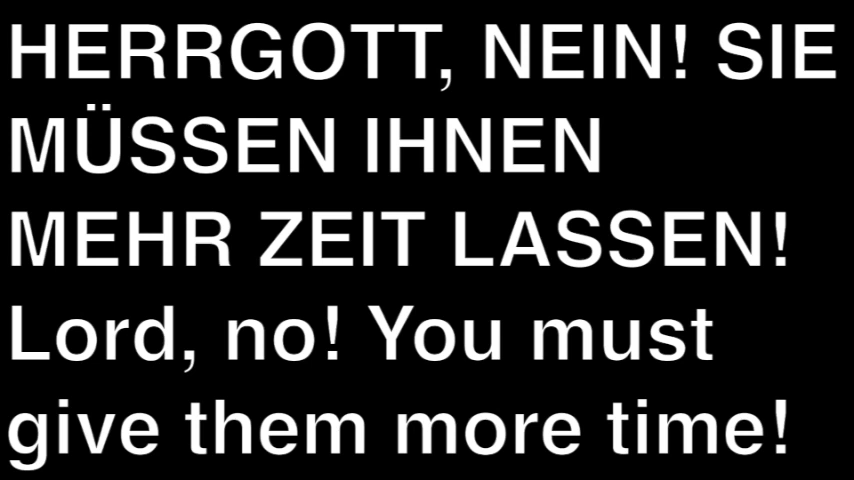 HERRGOTT, NEIN! SIE
MÜSSEN IHNEN
MEHR ZEIT LASSEN!
Lord, no! You must
give them more time!